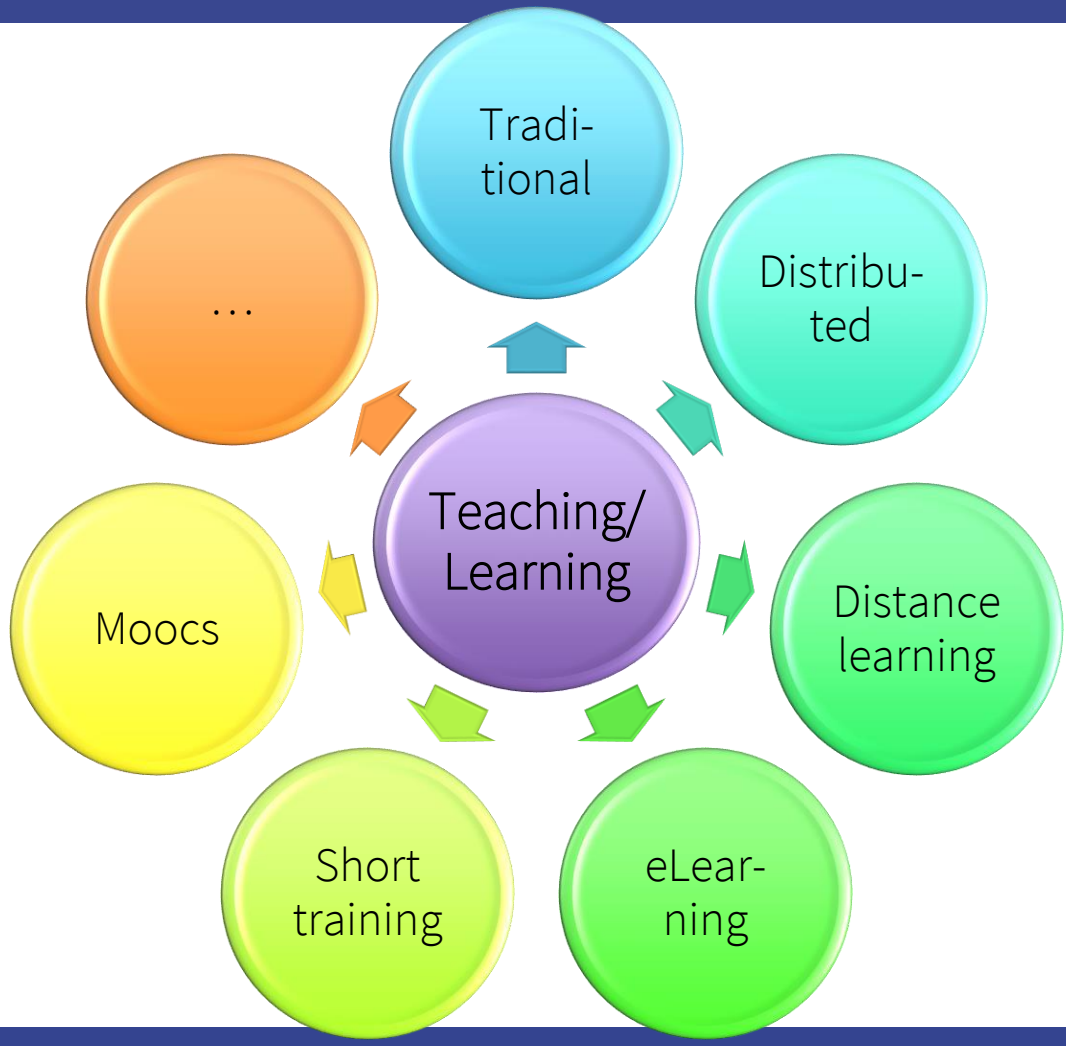 Tradi-
tional
Distribu-
ted
Distance
learning
eLear-
ning
Short
training
Moocs
...
Teaching/
Learning